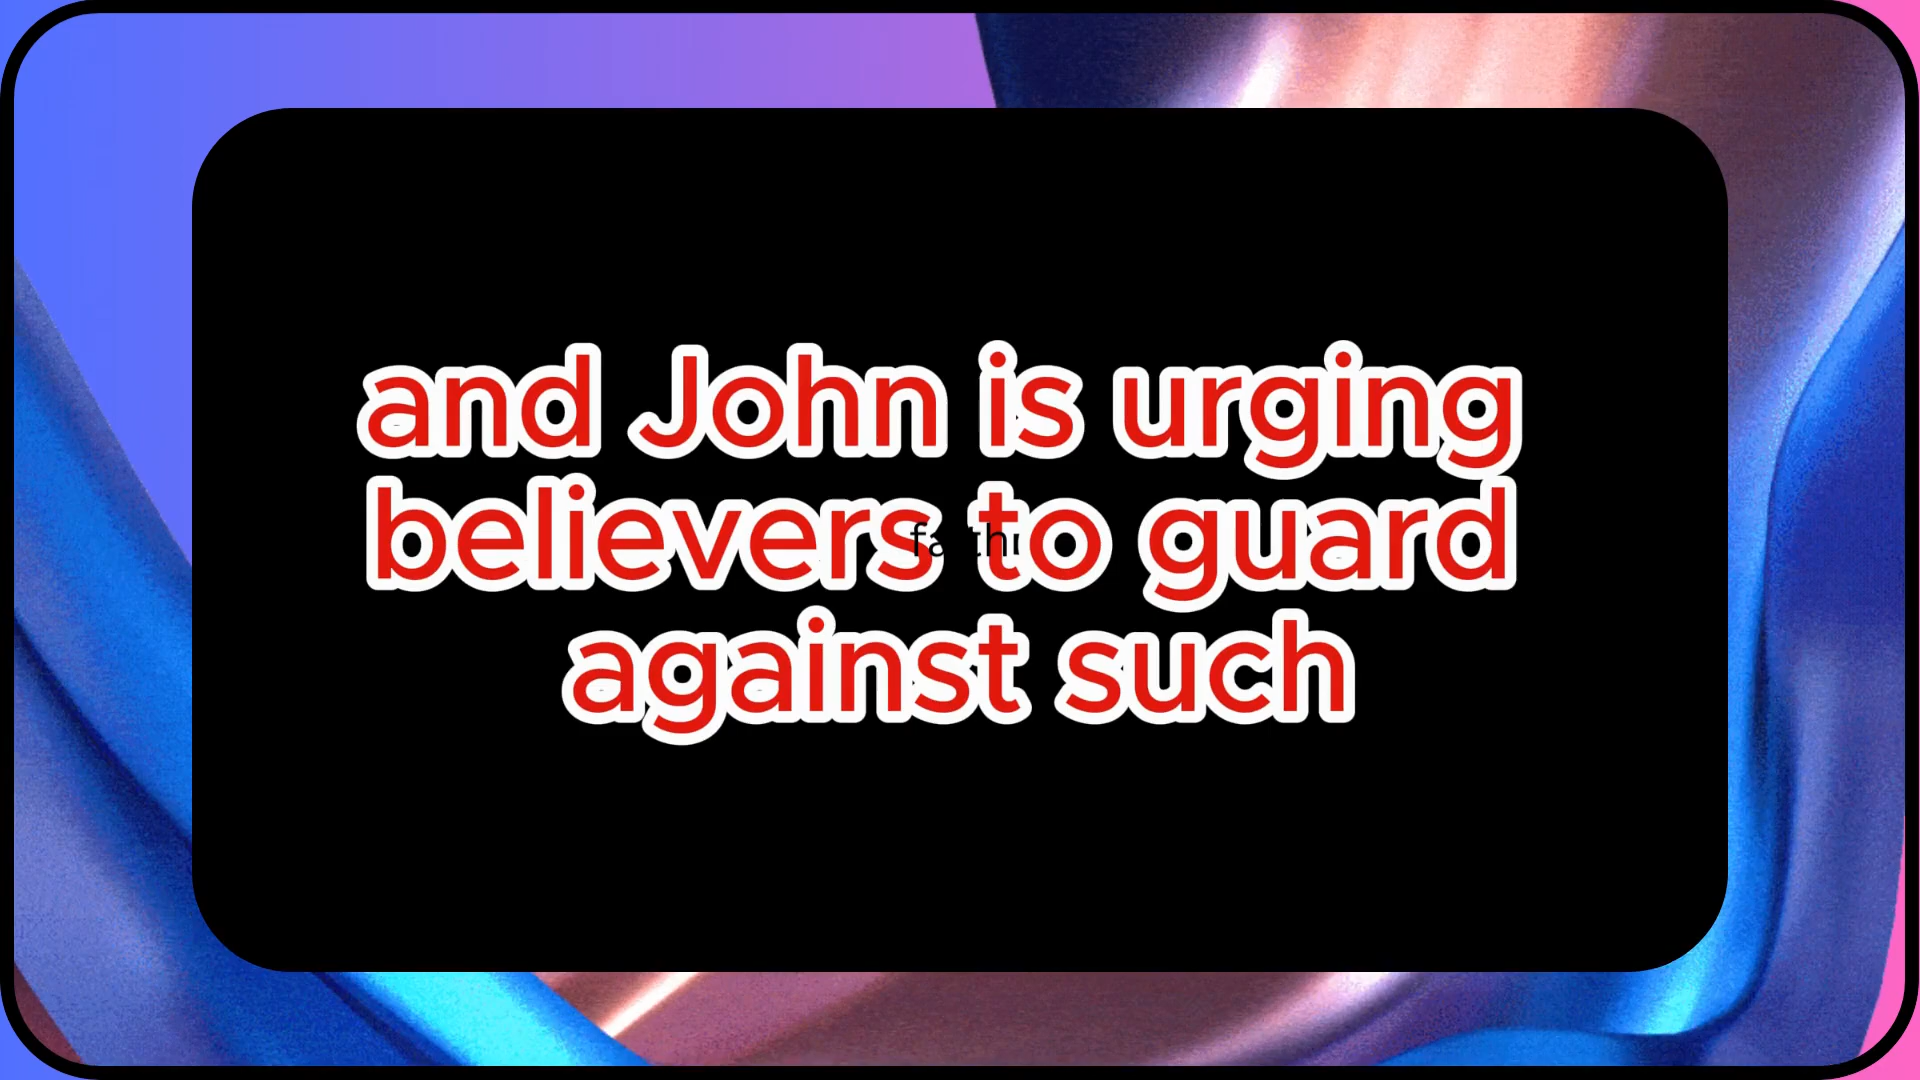 and John is urging
believers to guard
against such